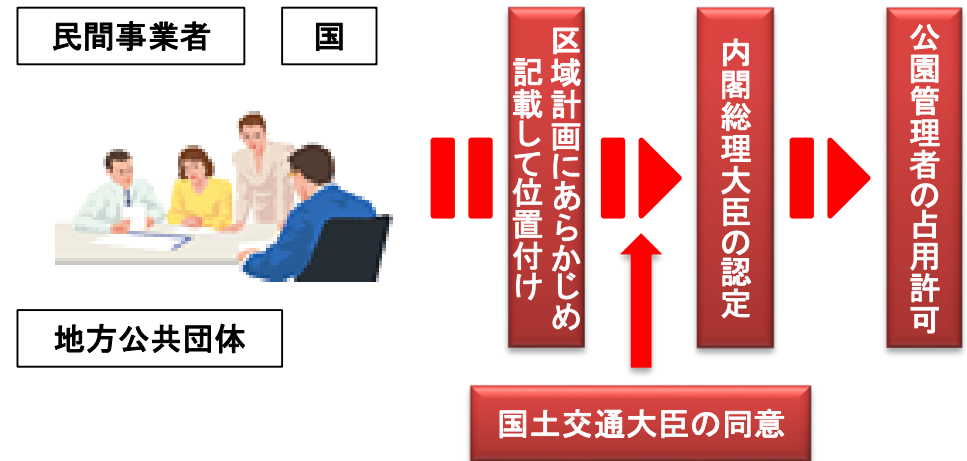 民間事業者
国
地方公共団体
区域計画にあらかじめ
記載して位置付け
国土交通大臣の同意
内閣総理大臣の認定
公園管理者の占用許可